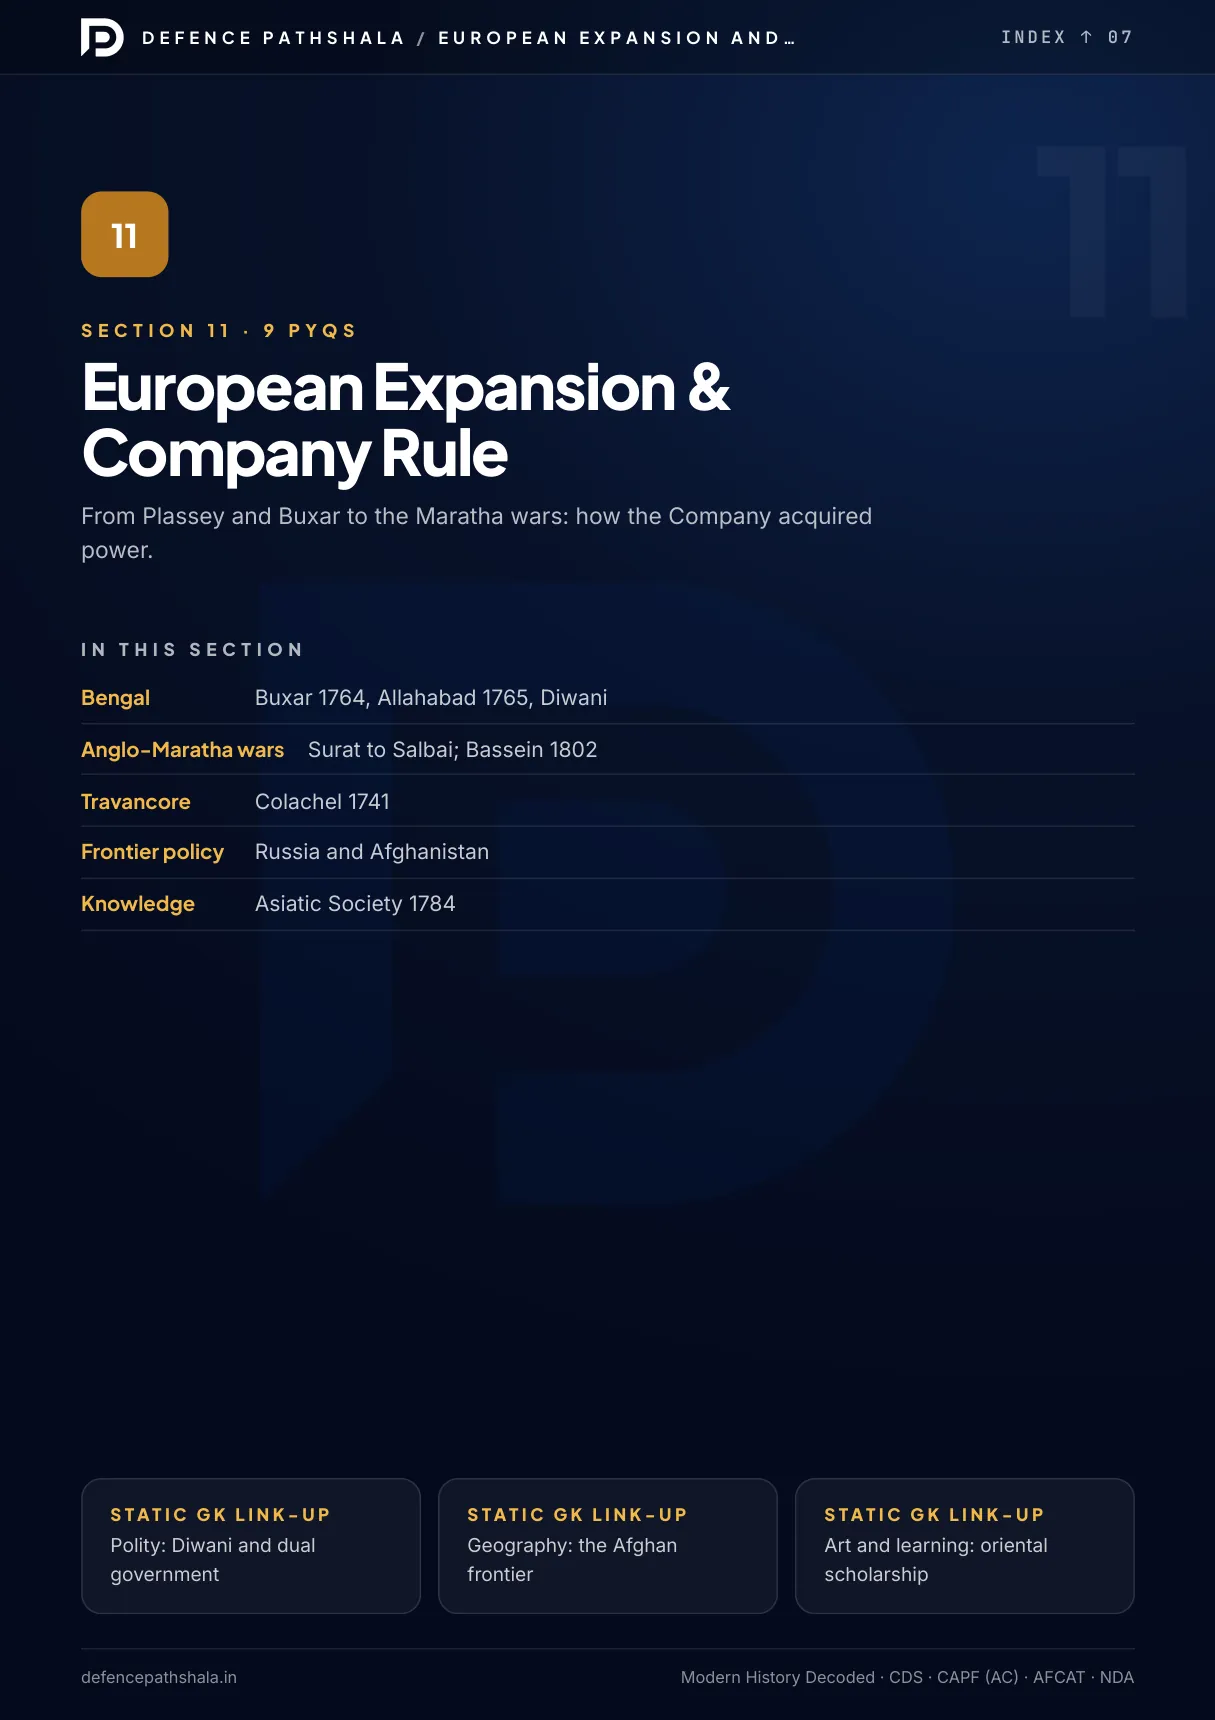 DEFENCE PATHSHALA / EUROPEAN EXPANSION AND…
INDEX ↑ 07
11
11
SECTION 11 · 9 PYQS
European Expansion &
Company Rule
From Plassey and Buxar to the Maratha wars: how the Company acquired
power.
IN THIS SECTION
Bengal Buxar 1764, Allahabad 1765, Diwani
Anglo-Maratha wars Surat to Salbai; Bassein 1802
Travancore Colachel 1741
Frontier policy Russia and Afghanistan
Knowledge Asiatic Society 1784
STATIC GK LINK-UP
Polity: Diwani and dual
government
STATIC GK LINK-UP
Geography: the Afghan
frontier
STATIC GK LINK-UP
Art and learning: oriental
scholarship
defencepathshala.in
Modern History Decoded · CDS · CAPF (AC) · AFCAT · NDA